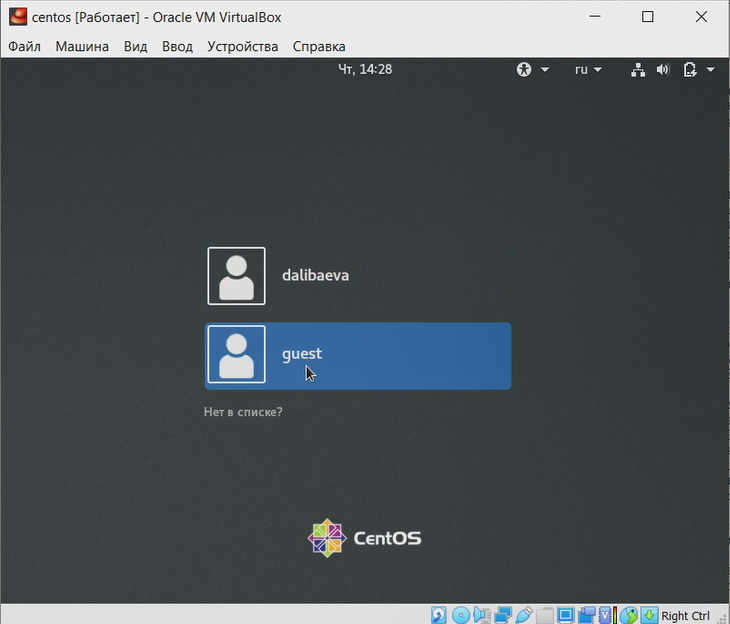 centos [Работает] - Oracle VM VirtualBox
Файл Машина Вид Ввод Устройства Справка
Чт, 14:28 ru
dalibaeva
guest
Нет в списке?
CentOS
Right Ctrl